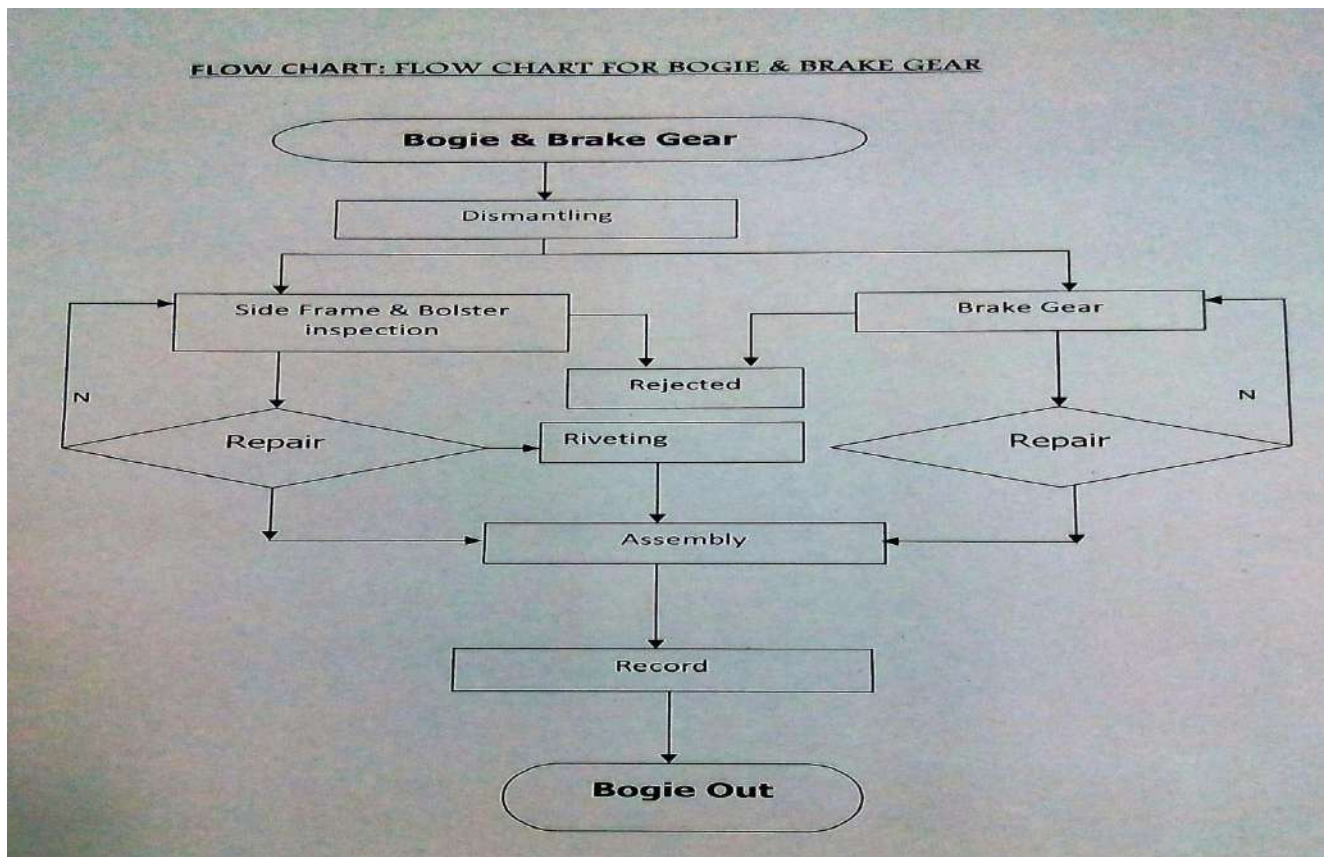 FLOW CHART: FLOW CHART FOR BOGIE & BRAKE GEAR
Bogie & Brake Gear
Dismantling
Side Frame & Bolster
inspection
Brake Gear
Rejected
N
N
Repair
Riveting
Repair
Assembly
Record
Bogie Out